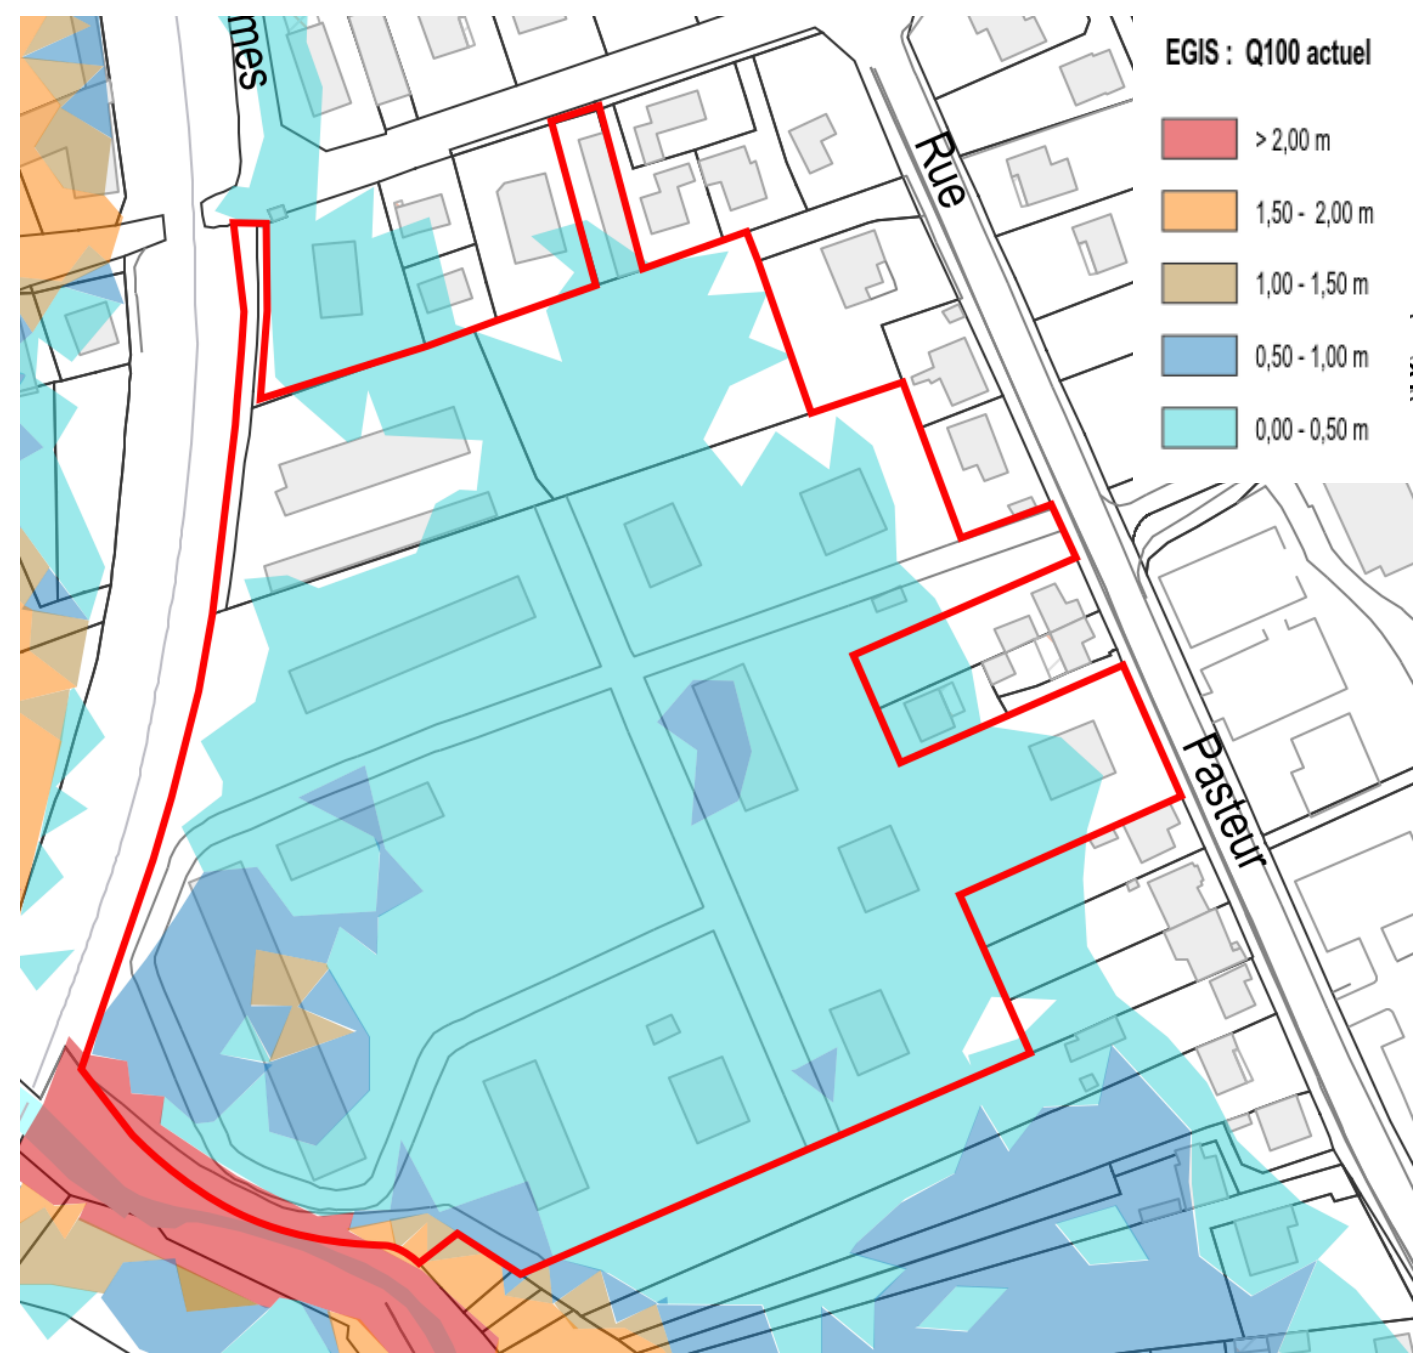 mes
EGIS : Q100 actuel
> 2,00 m
1,50 - 2,00 m
1,00 - 1,50 m
0,50 - 1,00 m
0,00 - 0,50 m
Rue
Pasteur